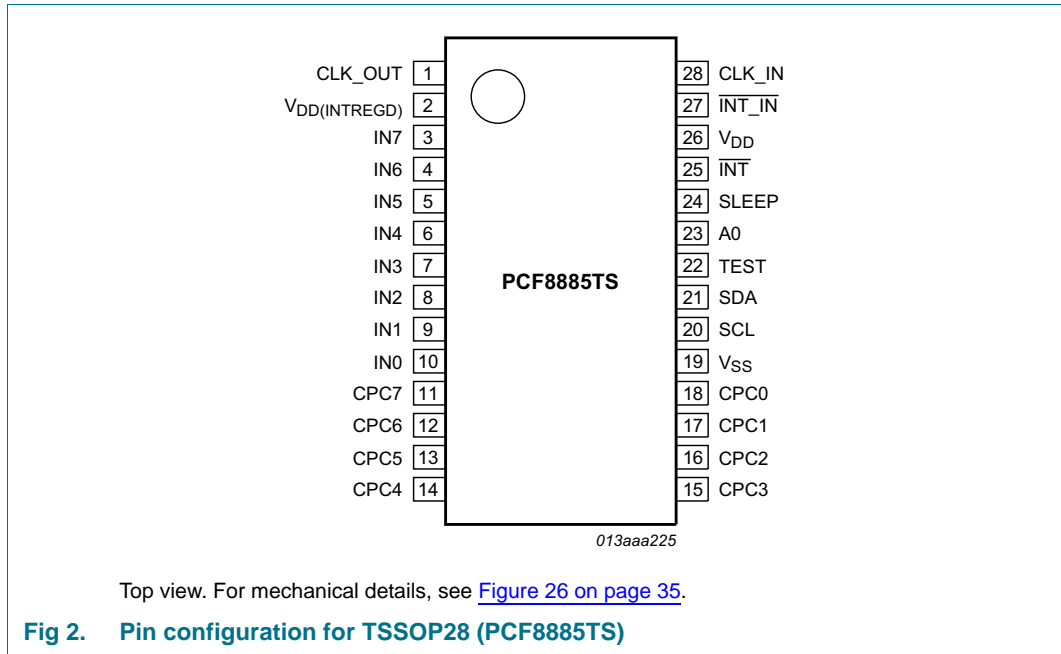 CLK_OUT 1 28 CLK_IN
VDD(INTREGD) 2 27 INT_IN
IN7 3 26 VDD
IN6 4 25 INT
IN5 5 24 SLEEP
IN4 6 23 A0
IN3 7 22 TEST
PCF8885TS
IN2 8 21 SDA
IN1 9 20 SCL
IN0 10 19 VSS
CPC7 11 18 CPC0
CPC6 12 17 CPC1
CPC5 13 16 CPC2
CPC4 14 15 CPC3
013aaa225
Top view. For mechanical details, see Figure 26 on page 35.
Fig 2. Pin configuration for TSSOP28 (PCF8885TS)